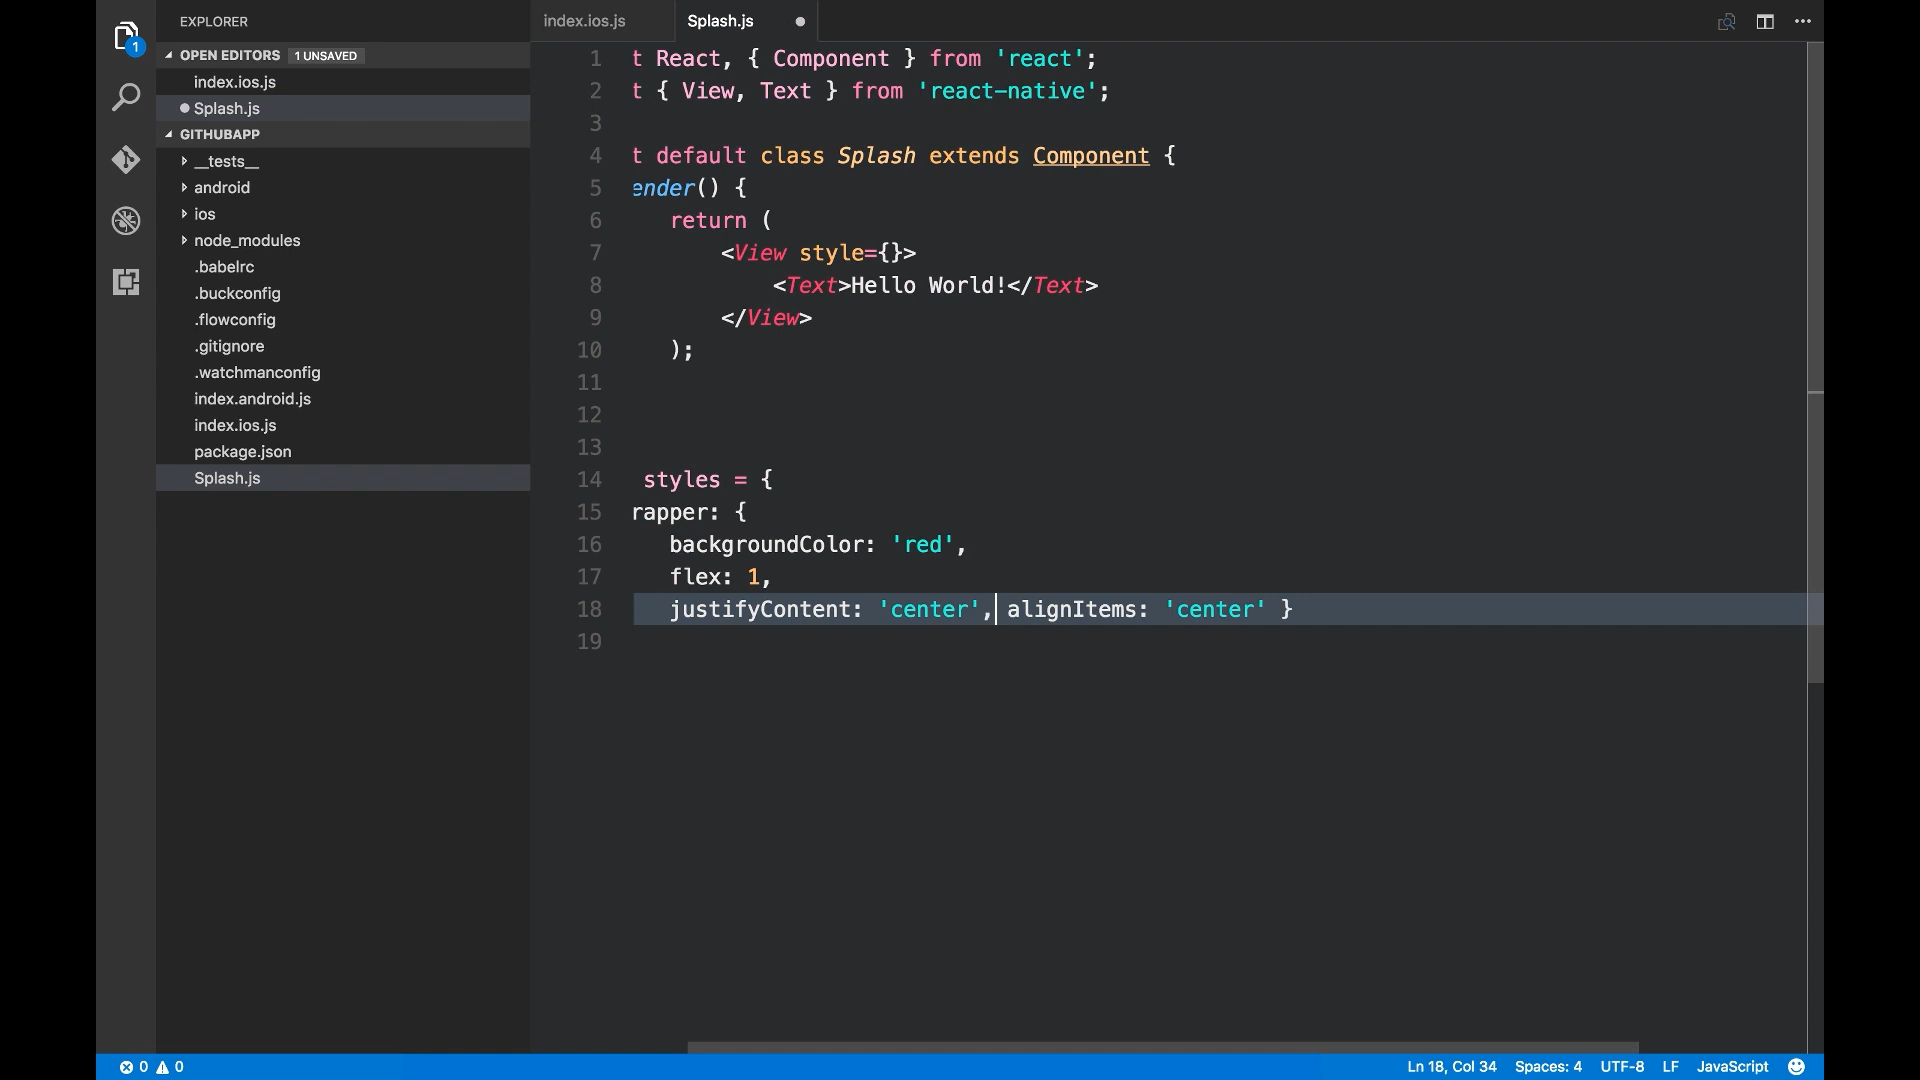 EXPLORER
OPEN EDITORS 1 UNSAVED
index.ios.js
Splash.js
GITHUBAPP
__tests__
android
ios
node_modules
.babelrc
.buckconfig
.flowconfig
.gitignore
.watchmanconfig
index.android.js
index.ios.js
package.json
Splash.js
index.ios.js Splash.js
1 t React, { Component } from 'react';
2 t { View, Text } from 'react-native';
3
4 t default class Splash extends Component {
5 ender() {
6 return (
7 <View style={}>
8 <Text>Hello World!</Text>
9 </View>
10 );
11
12
13
14 styles = {
15 rapper: {
16 backgroundColor: 'red',
17 flex: 1,
18 justifyContent: 'center', alignItems: 'center' }
19
1
0 0 Ln 18, Col 34 Spaces: 4 UTF-8 LF JavaScript